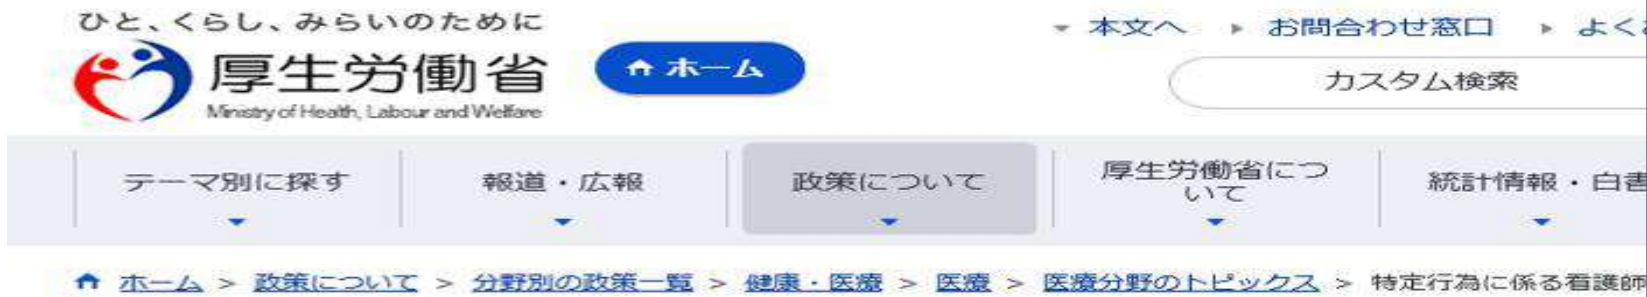 ひと、くらし、みらいのために
本文へ お問合わせ窓口 よく
厚生労働省 ホーム
カスタム検索
Ministry of Health, Labour and Welfare
テーマ別に探す 報道・広報 政策について 厚生労働省につ
いて 統計情報・白書
ホーム > 政策について > 分野別の政策一覧 > 健康・医療 > 医療 > 医療分野のトピックス > 特定行為に係る看護師